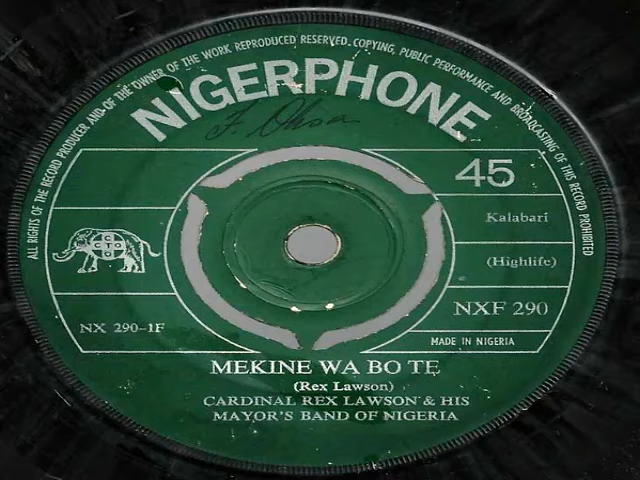 ALL RIGHTS OF THE RECORD PRODUCER AND OF THE OWNER OF THE WORK REPRODUCED RESERVED. COPYING, PUBLIC PERFORMANCE AND BROADCASTING OF THIS RECORD PROHIBITED
NIGERPHONE
45
Kalabari
(Highlife)
NXF 290
NX 290-1F
MADE IN NIGERIA
MEKINE WA BO TE
(Rex Lawson)
CARDINAL REX LAWSON & HIS
MAYOR'S BAND OF NIGERIA